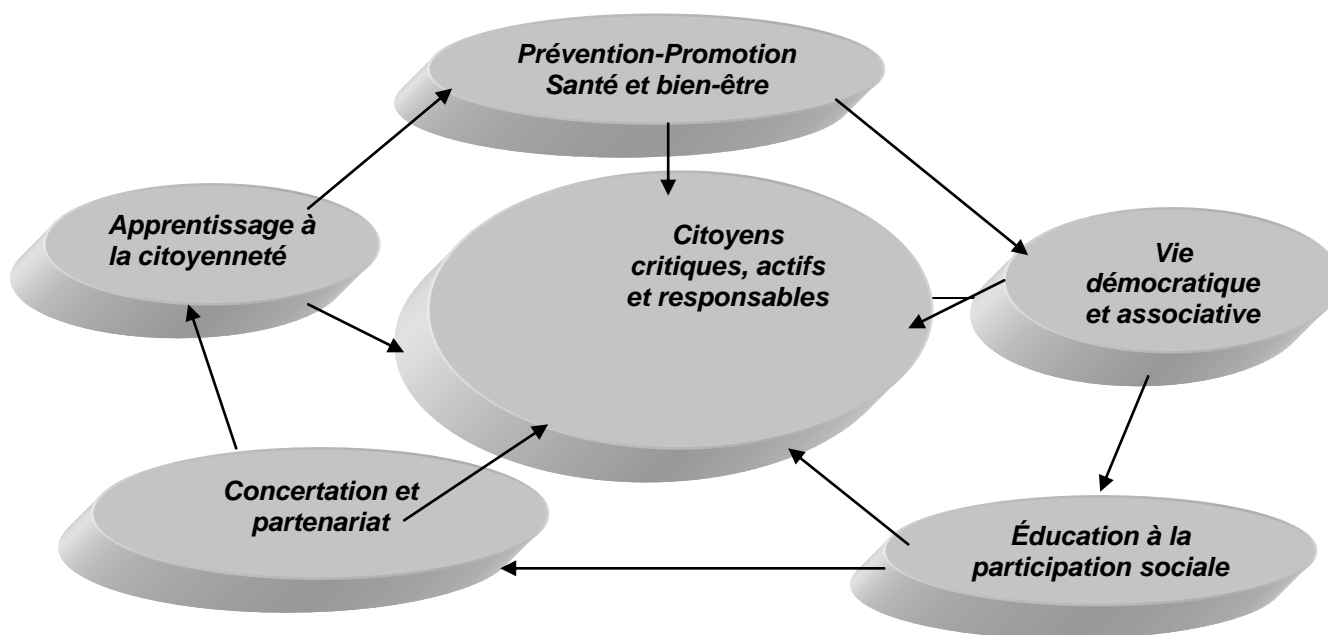 Prévention-Promotion
Santé et bien-être
Apprentissage à
la citoyenneté
Citoyens
critiques, actifs
et responsables
Vie
démocratique
et associative
Concertation et
partenariat
Éducation à la
participation sociale